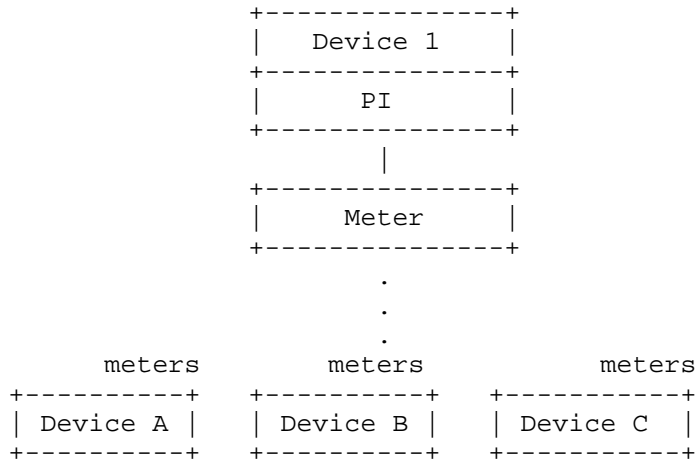 Device 1
PI
Meter
.
.
.
meters meters meters
Device A Device B Device C